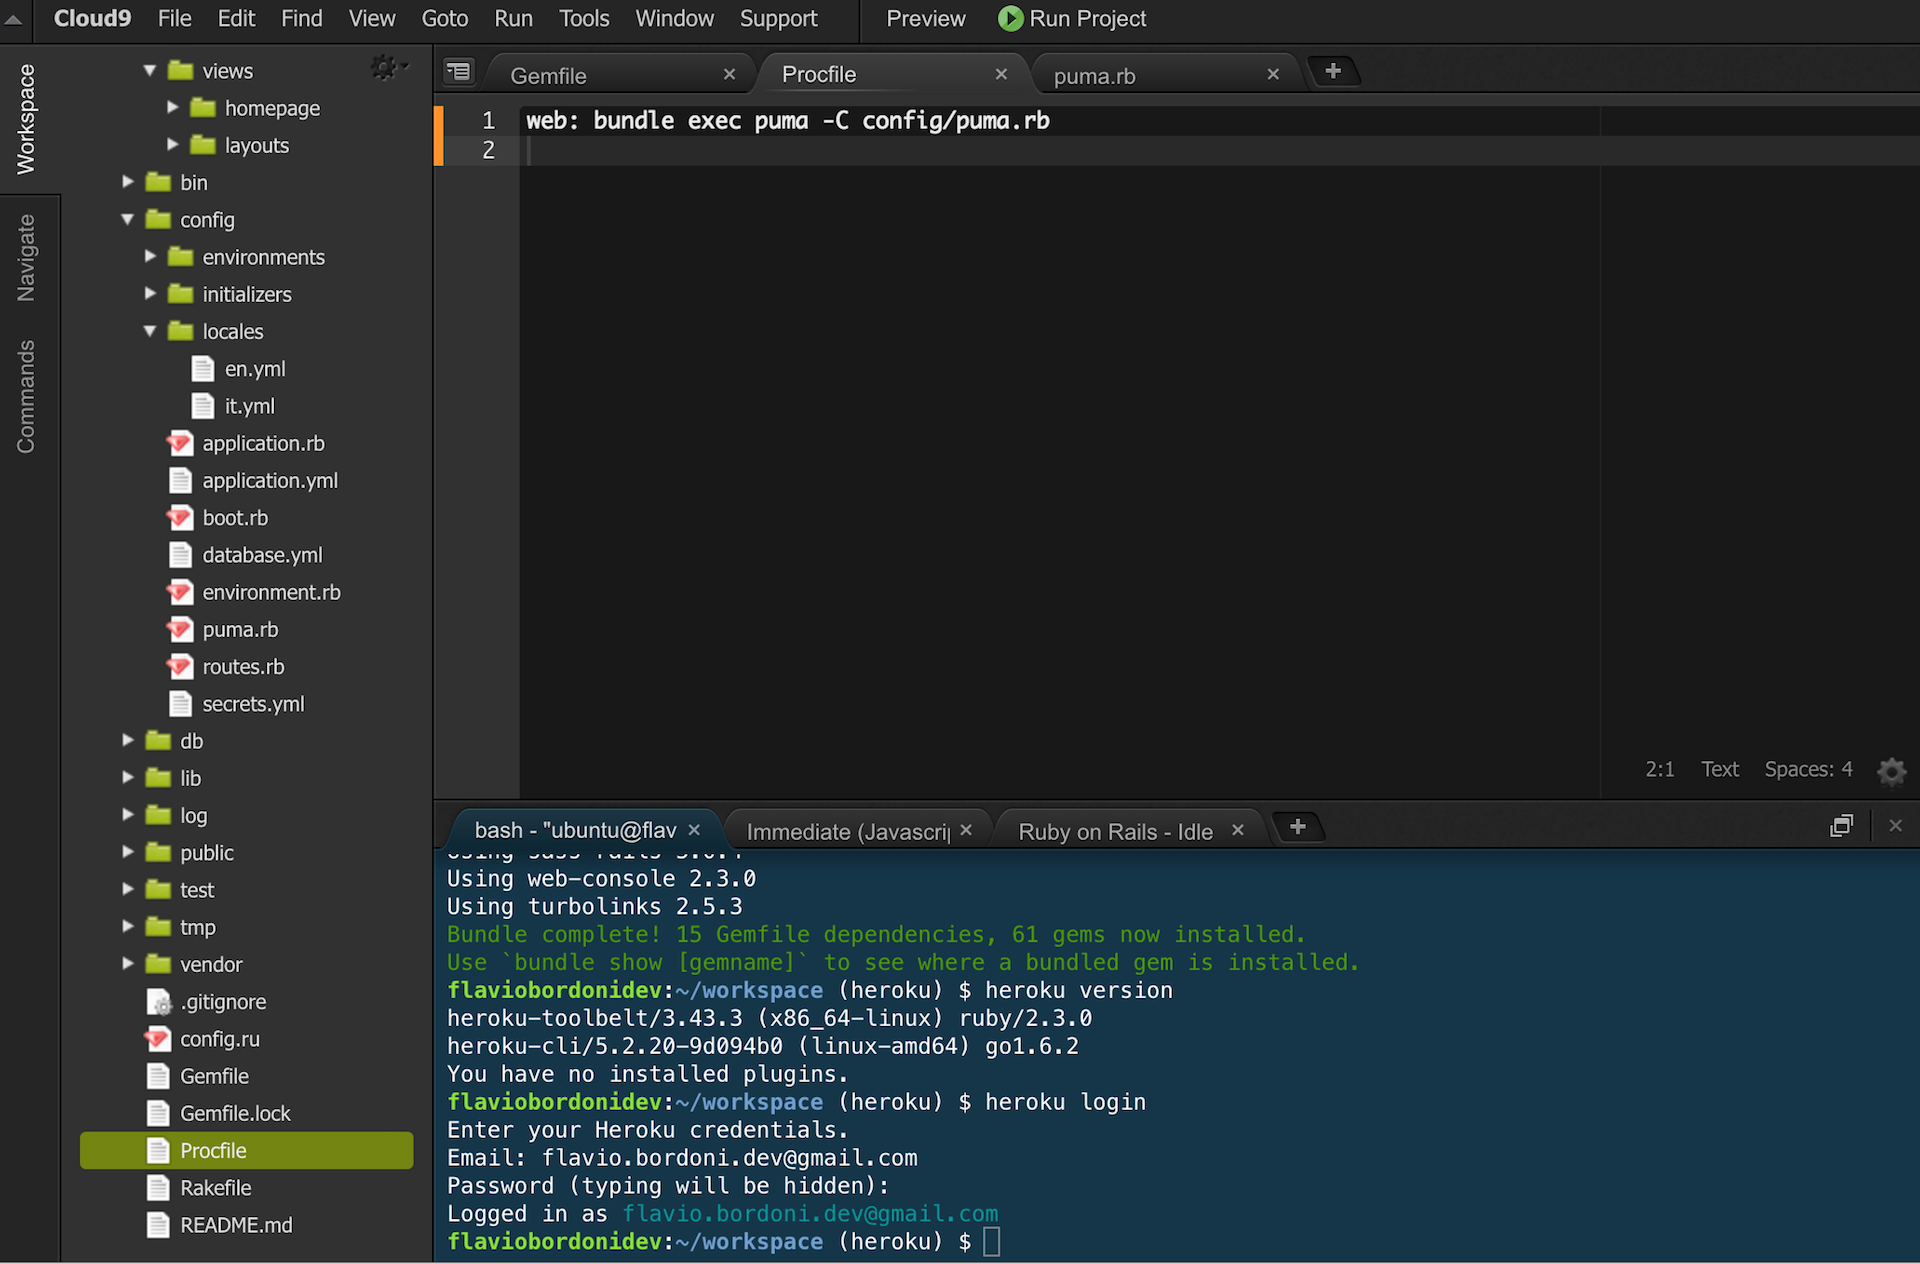 Cloud9 File Edit Find View Goto Run Tools Window Support Preview Run Project
Workspace
Navigate
Commands
views
homepage
layouts
bin
config
environments
initializers
locales
en.yml
it.yml
application.rb
application.yml
boot.rb
database.yml
environment.rb
puma.rb
routes.rb
secrets.yml
db
lib
log
public
test
tmp
vendor
.gitignore
config.ru
Gemfile
Gemfile.lock
Procfile
Rakefile
README.md
Gemfile Procfile puma.rb
1 web: bundle exec puma -C config/puma.rb
2
2:1 Text Spaces: 4
bash - "ubuntu@flav Immediate (Javascrip Ruby on Rails - Idle
Using sass-rails 5.0.4
Using web-console 2.3.0
Using turbolinks 2.5.3
Bundle complete! 15 Gemfile dependencies, 61 gems now installed.
Use `bundle show [gemname]` to see where a bundled gem is installed.
flaviobordonidev:~/workspace (heroku) $ heroku version
heroku-toolbelt/3.43.3 (x86_64-linux) ruby/2.3.0
heroku-cli/5.2.20-9d094b0 (linux-amd64) go1.6.2
You have no installed plugins.
flaviobordonidev:~/workspace (heroku) $ heroku login
Enter your Heroku credentials.
Email: flavio.bordoni.dev@gmail.com
Password (typing will be hidden):
Logged in as flavio.bordoni.dev@gmail.com
flaviobordonidev:~/workspace (heroku) $